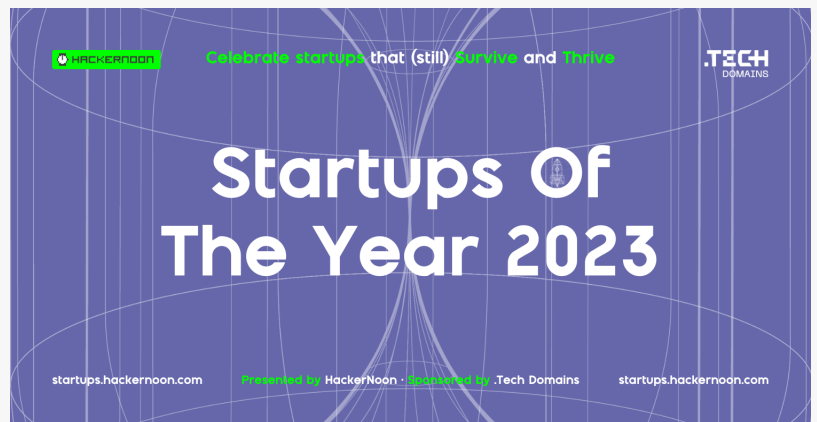 HACKERNOON
Celebrate startups that (still) Survive and Thrive
.TECH
DOMAINS
Startups Of
The Year 2023
startups.hackernoon.com
Presented by HackerNoon · Sponsored by .Tech Domains
startups.hackernoon.com